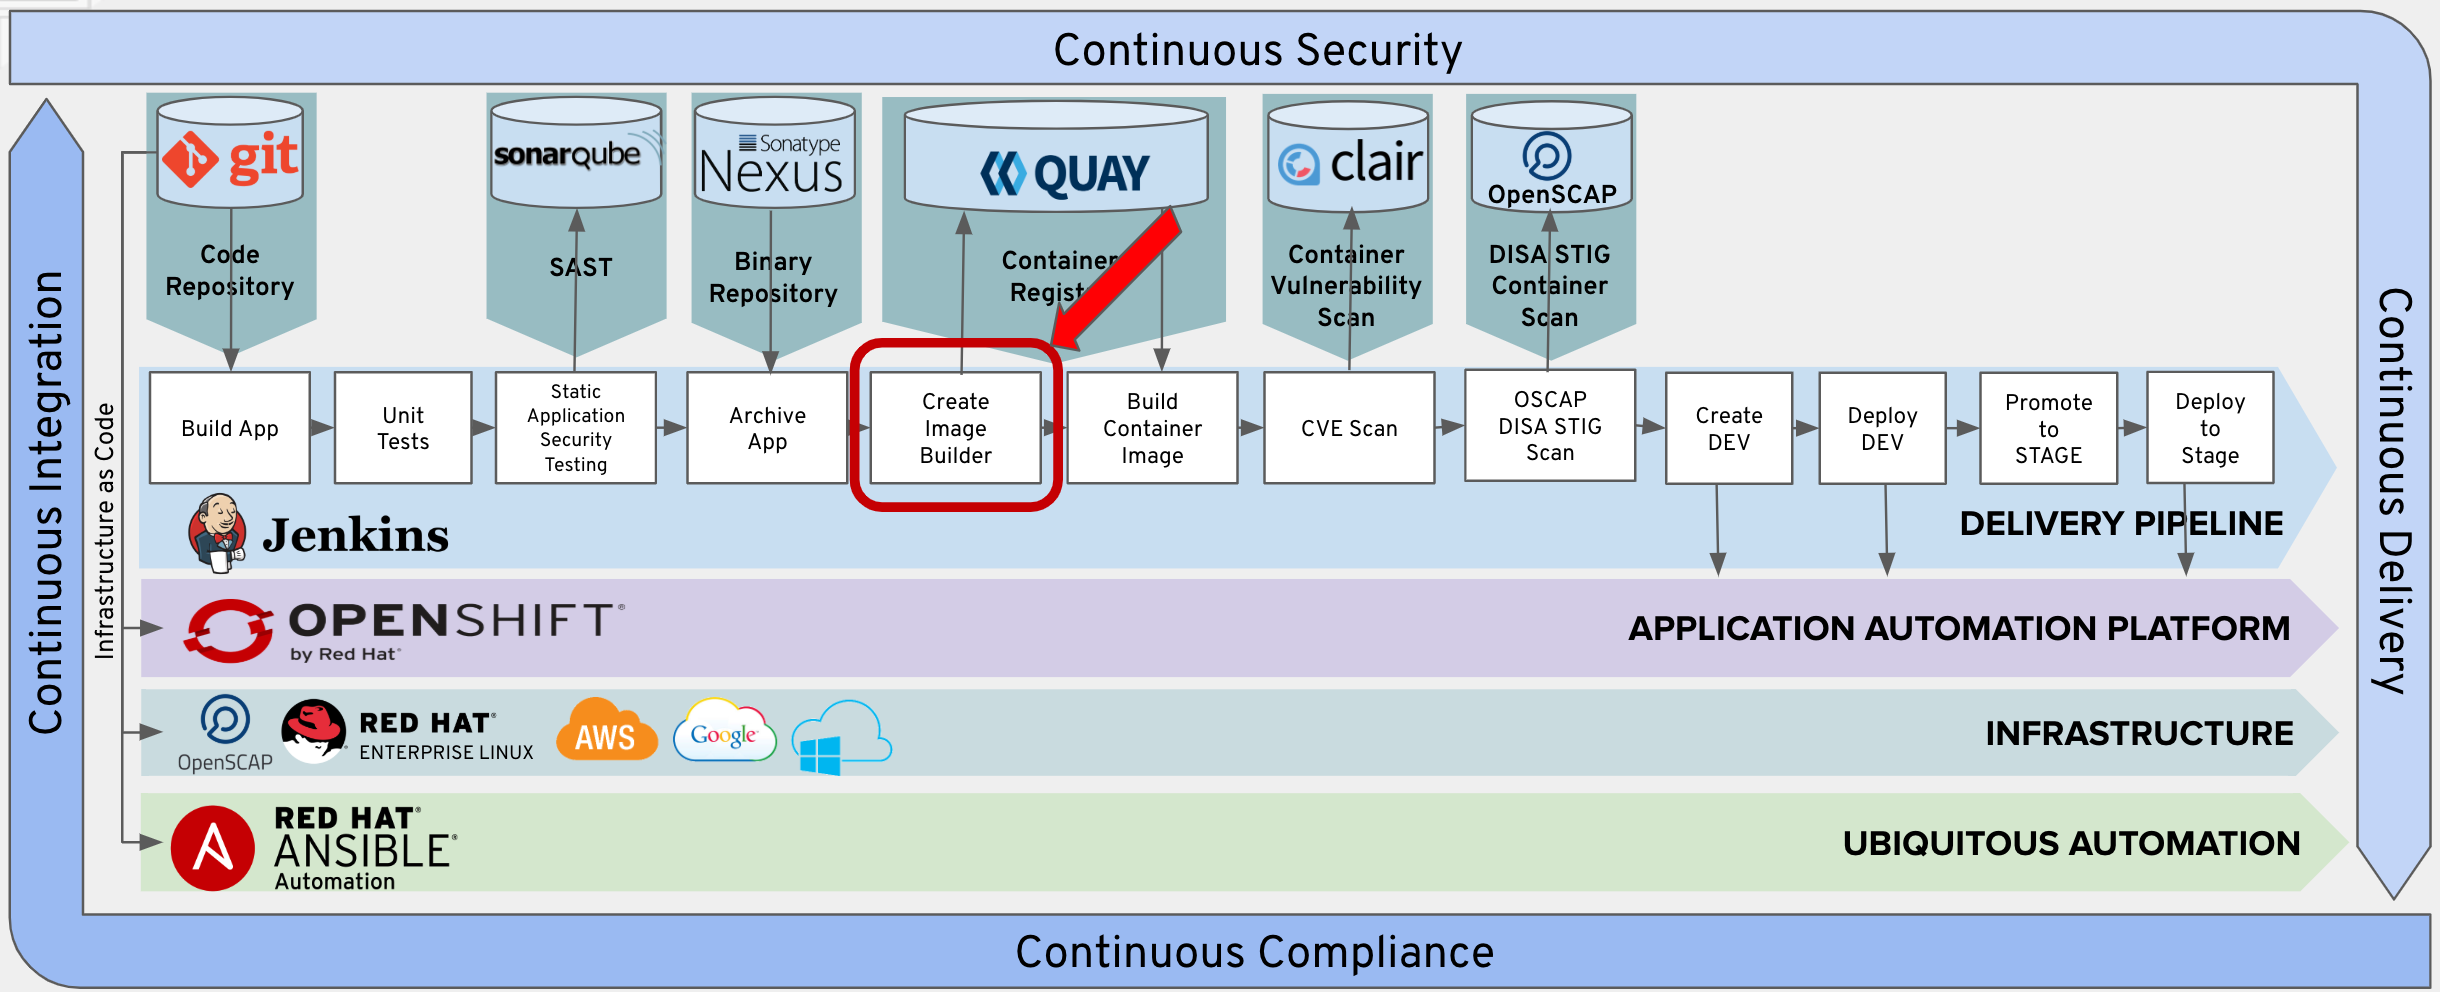 Continuous Security
Continuous Integration
Infrastructure as Code
git
Code
Repository
sonarqube
SAST
Sonatype
Nexus
Binary
Repository
QUAY
Container
Regist
clair
Container
Vulnerability
Scan
OpenSCAP
DISA STIG
Container
Scan
Build App
Unit
Tests
Static
Application
Security
Testing
Archive
App
Create
Image
Builder
Build
Container
Image
CVE Scan
OSCAP
DISA STIG
Scan
Create
DEV
Deploy
DEV
Promote
to
STAGE
Deploy
to
Stage
Jenkins
DELIVERY PIPELINE
OPENSHIFT®
by Red Hat®
APPLICATION AUTOMATION PLATFORM
OpenSCAP
RED HAT®
ENTERPRISE LINUX
AWS
Google
INFRASTRUCTURE
RED HAT®
ANSIBLE®
Automation
UBIQUITOUS AUTOMATION
Continuous Delivery
Continuous Compliance